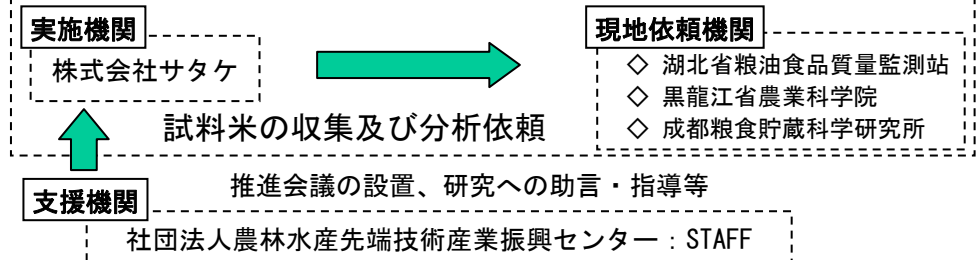 実施機関
株式会社サタケ
現地依頼機関
◇ 湖北省粮油食品質量監測站
◇ 黒龍江省農業科学院
◇ 成都粮食貯蔵科学研究所
試料米の収集及び分析依頼
推進会議の設置、研究への助言・指導等
支援機関
社団法人農林水産先端技術産業振興センター：STAFF